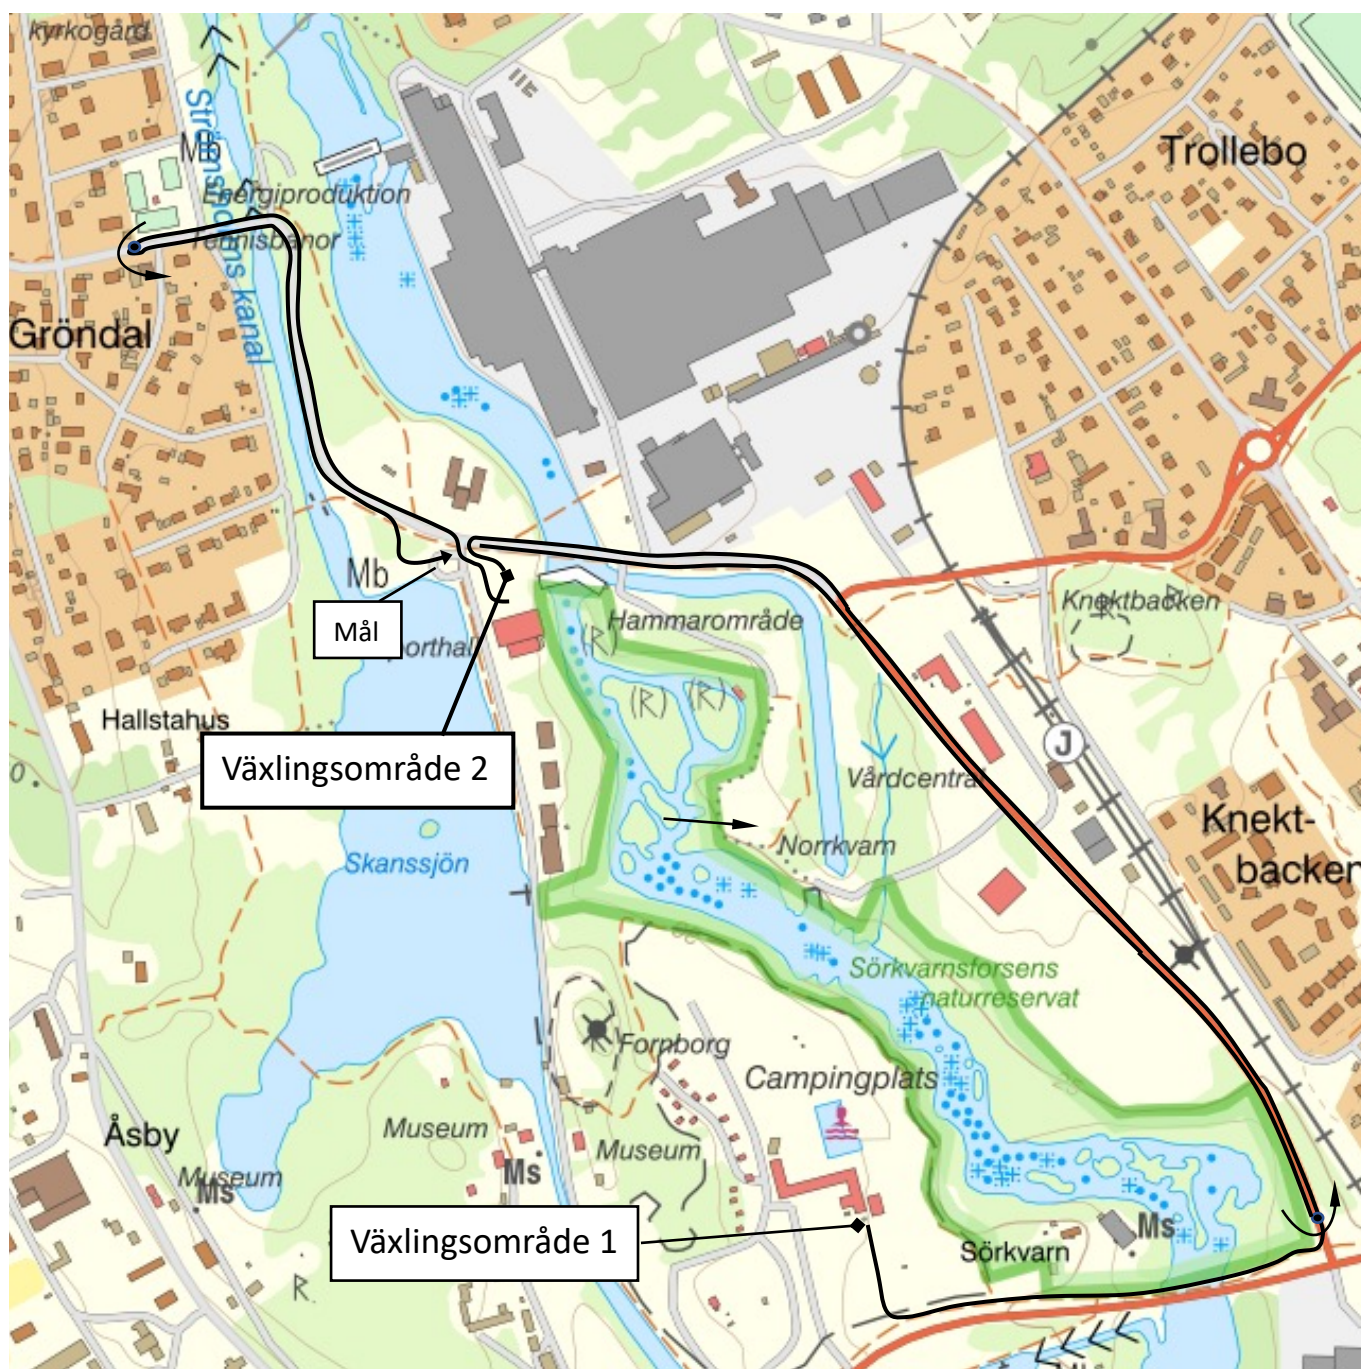 kyrkogård
Mb
Strömsholms kanal
Energiproduktion
Tennisbanor
Trollebo
Gröndal
Mb
Mål
porthall
Hammarområde
(R)
(R)
(R)
Knektbacken
R
R
Hallstahus
Växlingsområde 2
J
Vårdcentral
Knekt-
backen
Norrkvarn
Skanssjön
Sörkvarnsforsens
naturreservat
Fornborg
Campingplats
Åsby
Museum
Museum
Ms
Museum
Ms
Växlingsområde 1
Sörkvarn
Ms
R.